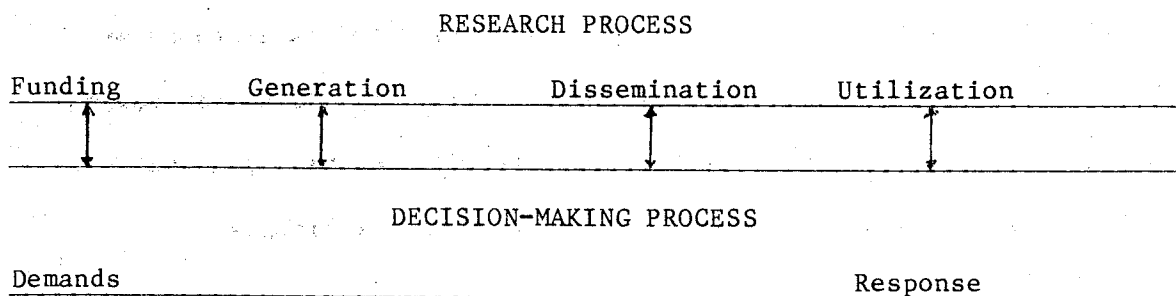 RESEARCH PROCESS
Funding Generation Dissemination Utilization
DECISION-MAKING PROCESS
Demands Response